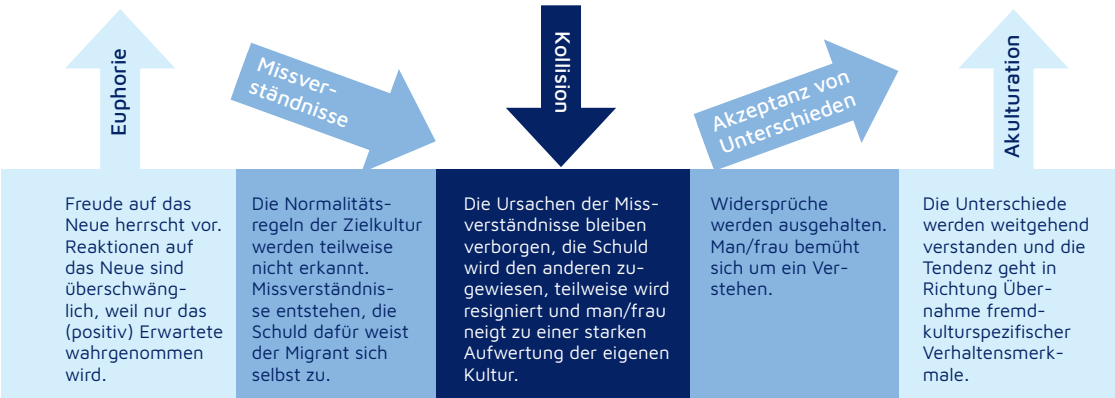 Euphorie
Missver-
ständnisse
Kollision
Akzeptanz von
Unterschieden
Akulturation
Freude auf das
Neue herrscht vor.
Reaktionen auf
das Neue sind
überschwäng-
lich, weil nur das
(positiv) Erwartete
wahrgenommen
wird.
Die Normalitäts-
regeln der Zielkultur
werden teilweise
nicht erkannt.
Missverständnis-
se entstehen, die
Schuld dafür weist
der Migrant sich
selbst zu.
Die Ursachen der Miss-
verständnisse bleiben
verborgen, die Schuld
wird den anderen zu-
gewiesen, teilweise wird
resigniert und man/frau
neigt zu einer starken
Aufwertung der eigenen
Kultur.
Widersprüche
werden ausgehalten.
Man/frau bemüht
sich um ein Ver-
stehen.
Die Unterschiede
werden weitgehend
verstanden und die
Tendenz geht in
Richtung Über-
nahme fremd-
kulturspezifischer
Verhaltensmerk-
male.